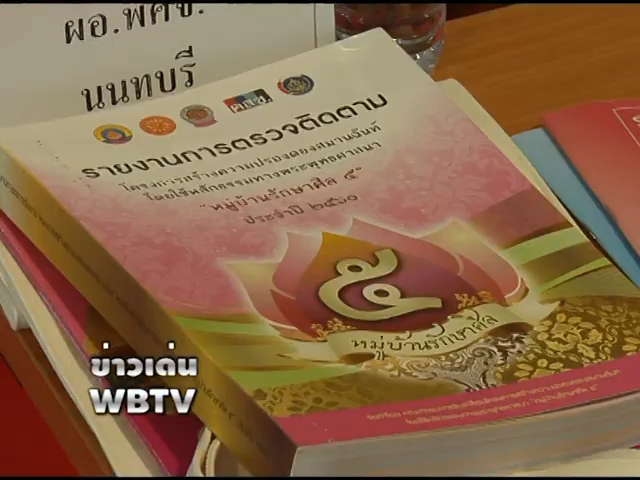 ผอ.พศจ.
นนทบุรี
คสช.
รายงานการตรวจติดตาม
โครงการสร้างความปรองดองสมานฉันท์
โดยใช้หลักธรรมทางพระพุทธศาสนา
"หมู่บ้านรักษาศีล ๕"
ประจำปี ๒๕๖๐
๕
หมู่บ้านรักษาศีล
ข่าวเด่น
WBTV